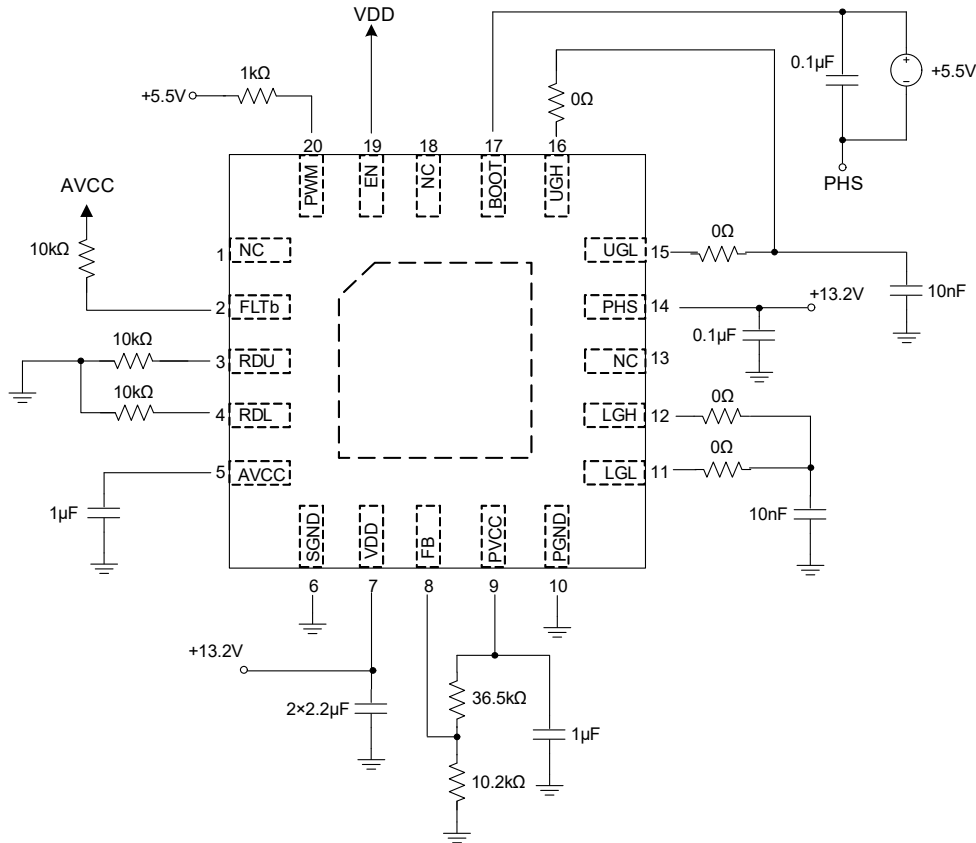 VDD
1kΩ
+5.5V
0Ω
0.1µF
+5.5V
PHS
20 19 18 17 16
PWM EN NC BOOT UGH
AVCC
10kΩ
1 NC
2 FLTb
10kΩ
3 RDU
10kΩ
4 RDL
5 AVCC
1µF
UGL 15
0Ω
10nF
PHS 14
+13.2V
0.1µF
NC 13
LGH 12
0Ω
LGL 11
0Ω
10nF
SGND VDD FB PVCC PGND
6 7 8 9 10
+13.2V
2×2.2µF
36.5kΩ
1µF
10.2kΩ
+
−